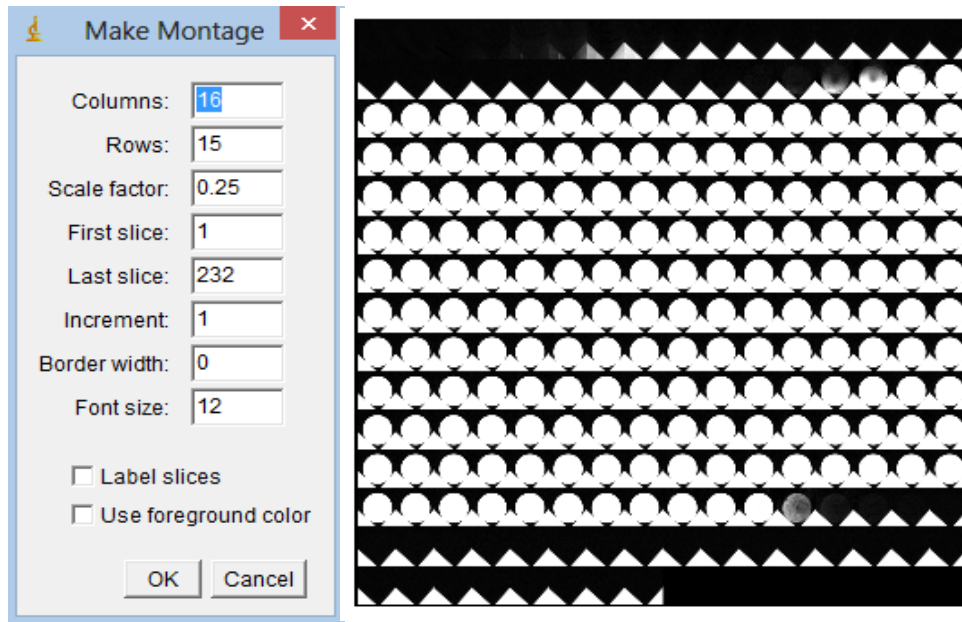 Make Montage
Columns: 16
Rows: 15
Scale factor: 0.25
First slice: 1
Last slice: 232
Increment: 1
Border width: 0
Font size: 12
Label slices
Use foreground color
OK Cancel